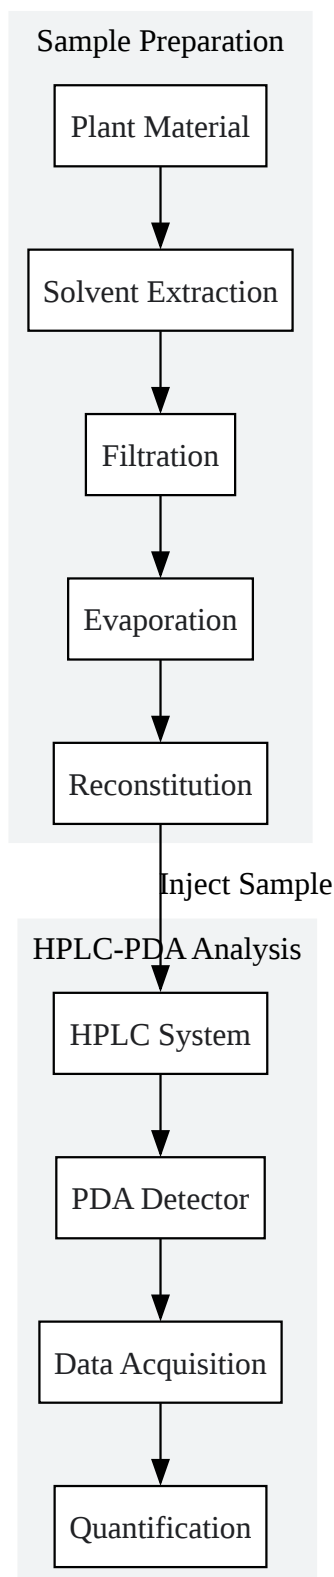 Sample Preparation
Plant Material
Solvent Extraction
Filtration
Evaporation
Reconstitution
Inject Sample
HPLC-PDA Analysis
HPLC System
PDA Detector
Data Acquisition
Quantification